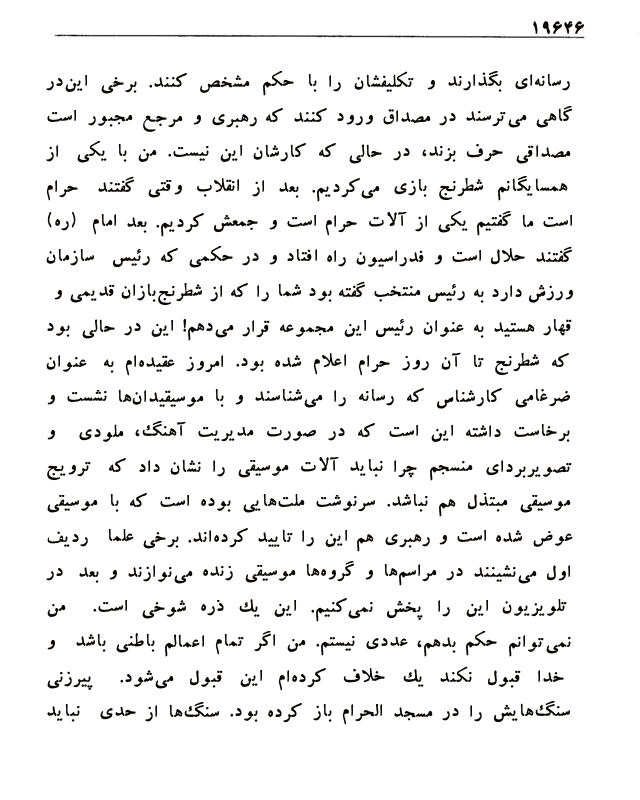 ۱۹۶۴۶
رسانه‌ای بگذارند و تکلیفشان را با حکم مشخص کنند. برخی این‌در
گاهی می‌ترسند در مصداق ورود کنند که رهبری و مرجع مجبور است
مصداقی حرف بزند، در حالی که کارشان این نیست. من با یکی از
همسایگانم شطرنج بازی می‌کردیم. بعد از انقلاب وقتی گفتند حرام
است ما گفتیم یکی از آلات حرام است و جمعش کردیم. بعد امام (ره)
گفتند حلال است و فدراسیون راه افتاد و در حکمی که رئیس سازمان
ورزش دارد به رئیس منتخب گفته بود شما را که از شطرنج‌بازان قدیمی و
قهار هستید به عنوان رئیس این مجموعه قرار می‌دهم! این در حالی بود
که شطرنج تا آن روز حرام اعلام شده بود. امروز عقیده‌ام به عنوان
ضرغامی کارشناس که رسانه را می‌شناسند و با موسیقیدان‌ها نشست و
برخاست داشته این است که در صورت مدیریت آهنگ، ملودی و
تصویربردای منسجم چرا نباید آلات موسیقی را نشان داد که ترویج
موسیقی مبتذل هم نباشد. سرنوشت ملت‌هایی بوده است که با موسیقی
عوض شده است و رهبری هم این را تایید کرده‌اند. برخی علما ردیف
اول می‌نشینند در مراسم‌ها و گروه‌ها موسیقی زنده می‌نوازند و بعد در
تلویزیون این را پخش نمی‌کنیم. این یك ذره شوخی است. من
نمی‌توانم حکم بدهم، عددی نیستم. من اگر تمام اعمالم باطنی باشد و
خدا قبول نکند یك خلاف کرده‌ام این قبول می‌شود. پیرزنی
سنگ‌هایش را در مسجد الحرام باز کرده بود. سنگ‌ها از حدی نباید